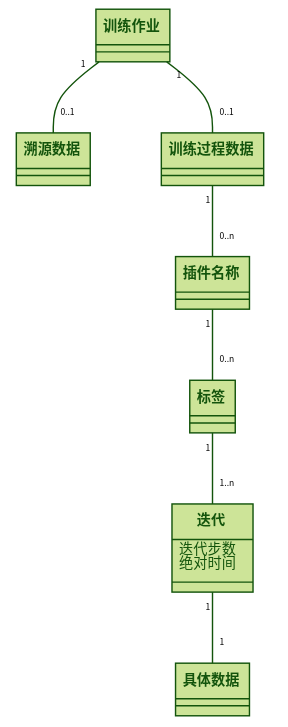 训练作业
1
1
0..1
0..1
溯源数据
训练过程数据
1
0..n
插件名称
1
0..n
标签
1
1..n
迭代
迭代步数
绝对时间
1
1
具体数据